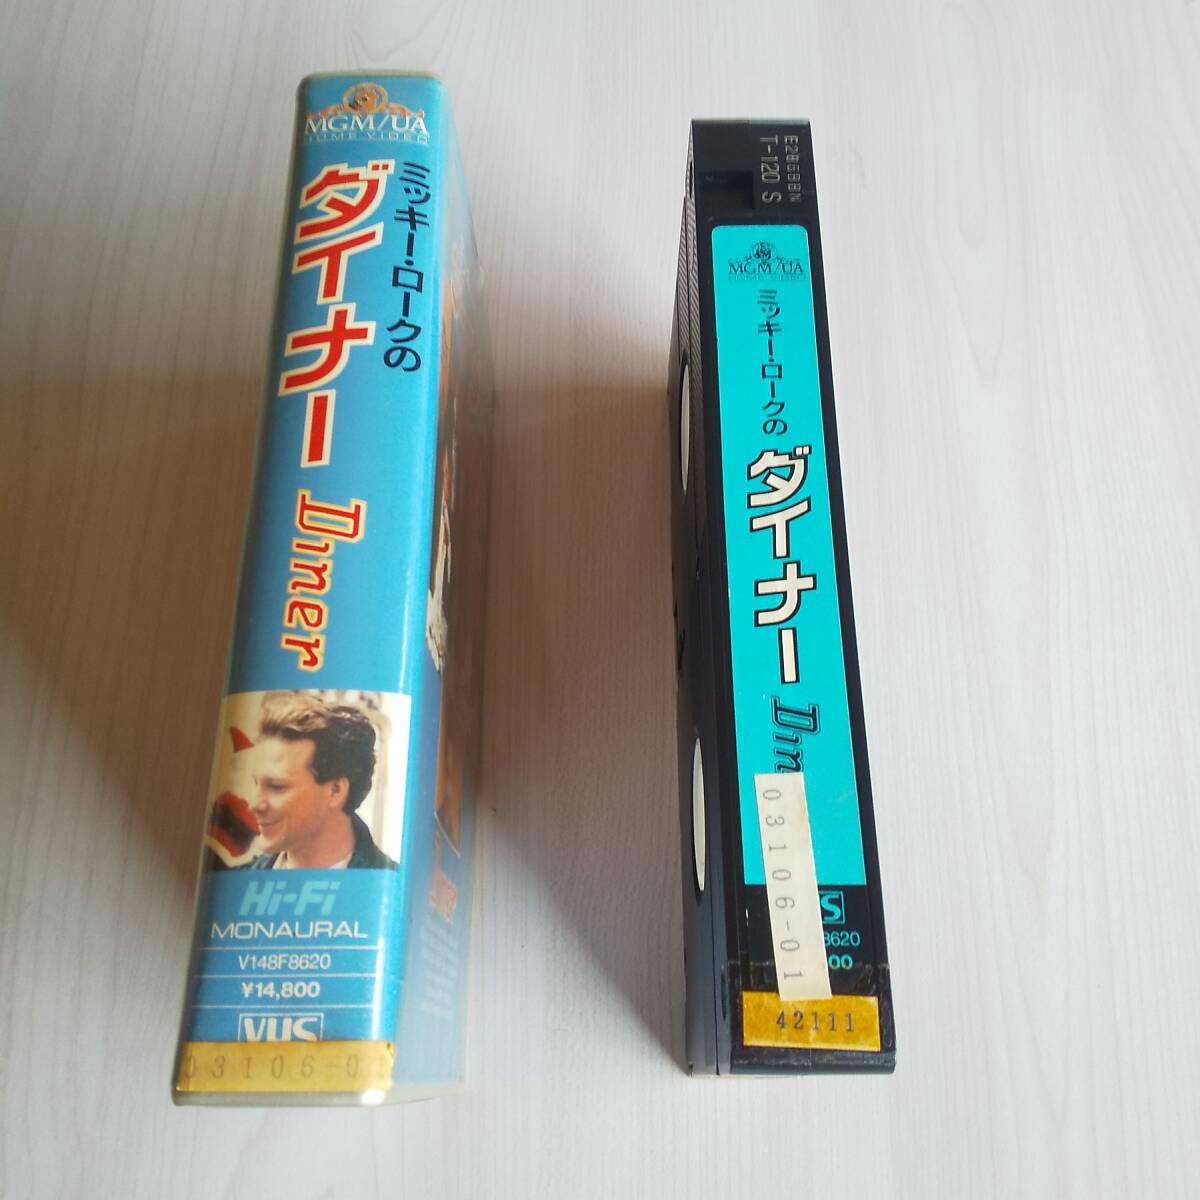 MGM/UA
HOME VIDEO
ミッキー・ロークの
ダイナー
Diner
Hi-Fi
MONAURAL
V148F8620
¥14,800
VHS
03106-0
T-120 S
MGM/UA
HOME VIDEO
ミッキー・ロークの
ダイナー
Din
03106-01
S
8620
00
42111